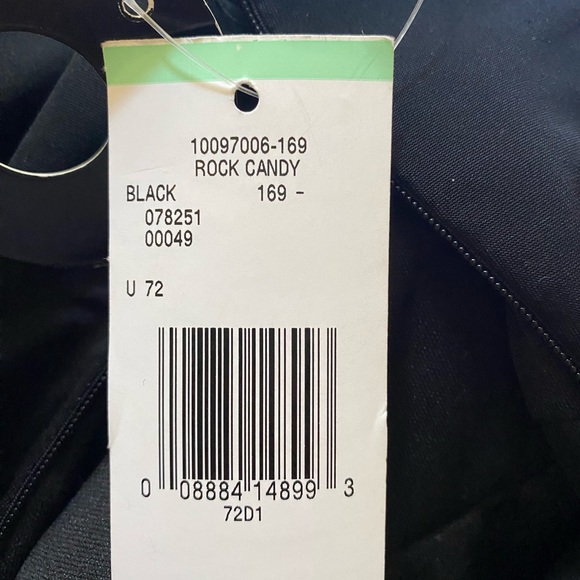 10097006-169
ROCK CANDY
BLACK 169 -
078251
00049
U 72
0 08884 14899 3
72D1